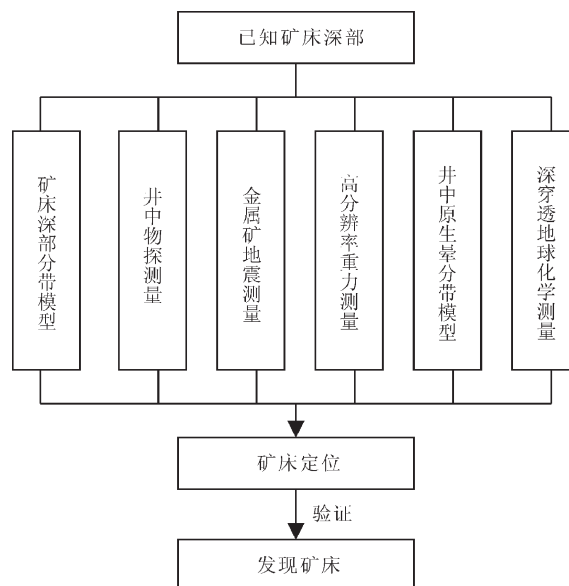 已知矿床深部
矿床深部分带模型
井中物探测量
金属矿地震测量
高分辨率重力测量
井中原生晕分带模型
深穿透地球化学测量
矿床定位
验证
发现矿床